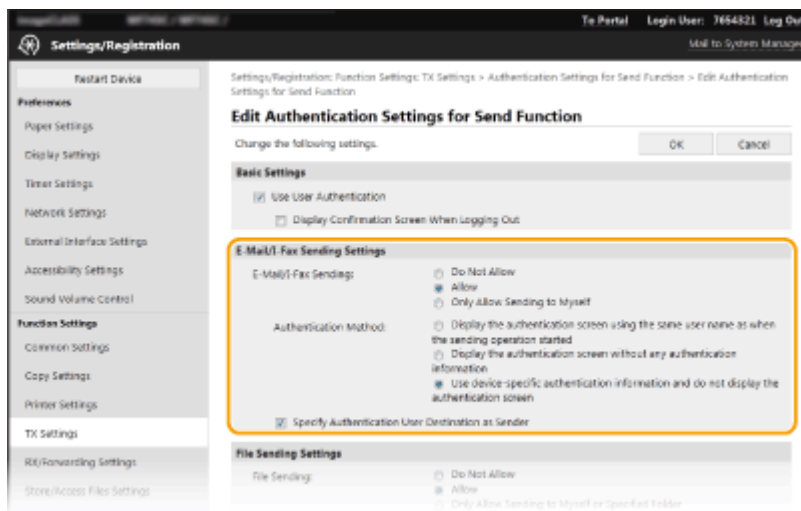 To Portal Login User: 7654321 Log Ou
Settings/Registration
Mail to System Manage
Restart Device
Preferences
Paper Settings
Display Settings
Timer Settings
Network Settings
External Interface Settings
Accessibility Settings
Sound Volume Control
Function Settings
Common Settings
Copy Settings
Printer Settings
TX Settings
RX/Forwarding Settings
Store/Access Files Settings
Settings/Registration: Function Settings: TX Settings > Authentication Settings for Send Function > Edit Authentication
Settings for Send Function
Edit Authentication Settings for Send Function
Change the following settings.
OK
Cancel
Basic Settings
Use User Authentication
Display Confirmation Screen When Logging Out
E-Mail/I-Fax Sending Settings
E-Mail/I-Fax Sending:
Do Not Allow
Allow
Only Allow Sending to Myself
Authentication Method:
Display the authentication screen using the same user name as when
the sending operation started
Display the authentication screen without any authentication
information
Use device-specific authentication information and do not display the
authentication screen
Specify Authentication User Destination as Sender
File Sending Settings
File Sending:
Do Not Allow
Allow
Only Allow Sending to Myself or Specified Folder